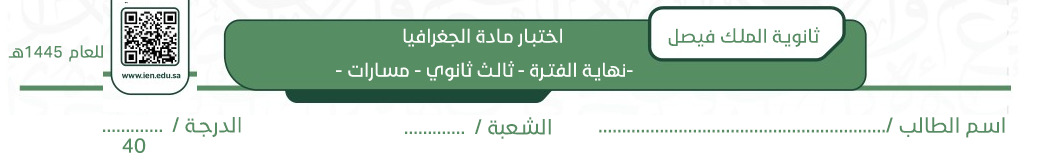 ثانوية الملك فيصل
اختبار مادة الجغرافيا
-نهاية الفترة - ثالث ثانوي - مسارات -
للعام 1445هـ
www.ien.edu.sa
اسم الطالب /........................................................... الشعبة / ............. الدرجة / .............
40